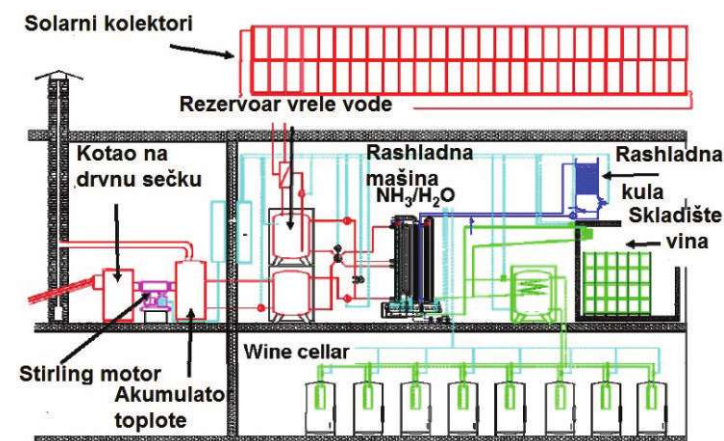 Solarni kolektori
Rezervoar vrele vode
Kotao na
drvnu sečku
Rashladna
mašina
NH₃/H₂O
Rashladna
kula
Skladište
vina
Wine cellar
Stirling motor
Akumulato
toplote